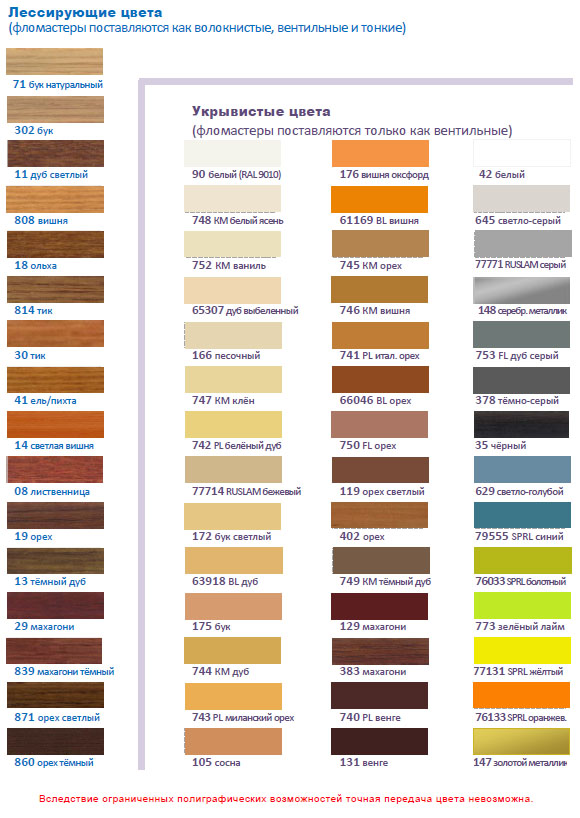 Лессирующие цвета
(фломастеры поставляются как волокнистые, вентильные и тонкие)
71 бук натуральный
302 бук
11 дуб светлый
808 вишня
18 ольха
814 тик
30 тик
41 ель/пихта
14 светлая вишня
08 лиственница
19 орех
13 тёмный дуб
29 махагони
839 махагони тёмный
871 орех светлый
860 орех тёмный
Укрывистые цвета
(фломастеры поставляются только как вентильные)
90 белый (RAL 9010)
748 КМ белый ясень
752 КМ ваниль
65307 дуб выбеленный
166 песочный
747 КМ клён
742 PL белёный дуб
77714 RUSLAM бежевый
172 бук светлый
63918 BL дуб
175 бук
744 КМ дуб
743 PL миланский орех
105 сосна
176 вишня оксфорд
61169 BL вишня
745 КМ орех
746 КМ вишня
741 PL итал. орех
66046 BL орех
750 FL орех
119 орех светлый
402 орех
749 КМ тёмный дуб
129 махагони
383 махагони
740 PL венге
131 венге
42 белый
645 светло-серый
77771 RUSLAM серый
148 серебр. металлик
753 FL дуб серый
378 тёмно-серый
35 чёрный
629 светло-голубой
79555 SPRL синий
76033 SPRL болотный
773 зелёный лайм
77131 SPRL жёлтый
76133 SPRL оранжев.
147 золотой металлик
Вследствие ограниченных полиграфических возможностей точная передача цвета невозможна.